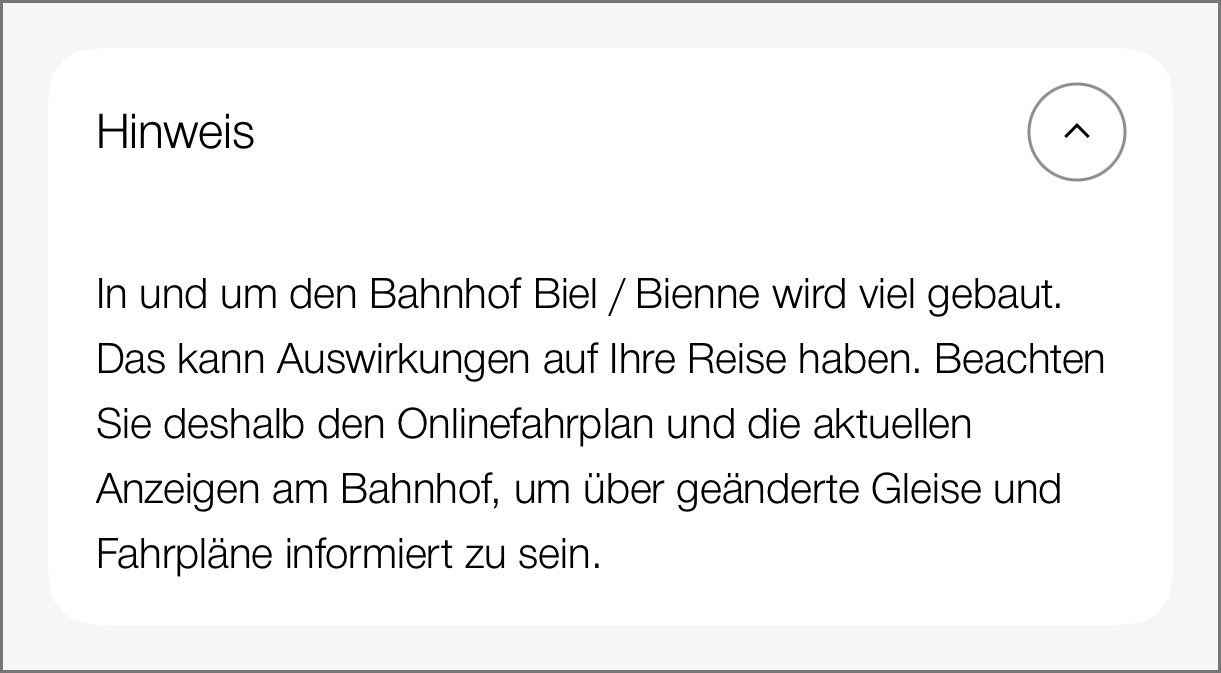 Hinweis
In und um den Bahnhof Biel / Bienne wird viel gebaut.
Das kann Auswirkungen auf Ihre Reise haben. Beachten
Sie deshalb den Onlinefahrplan und die aktuellen
Anzeigen am Bahnhof, um über geänderte Gleise und
Fahrpläne informiert zu sein.